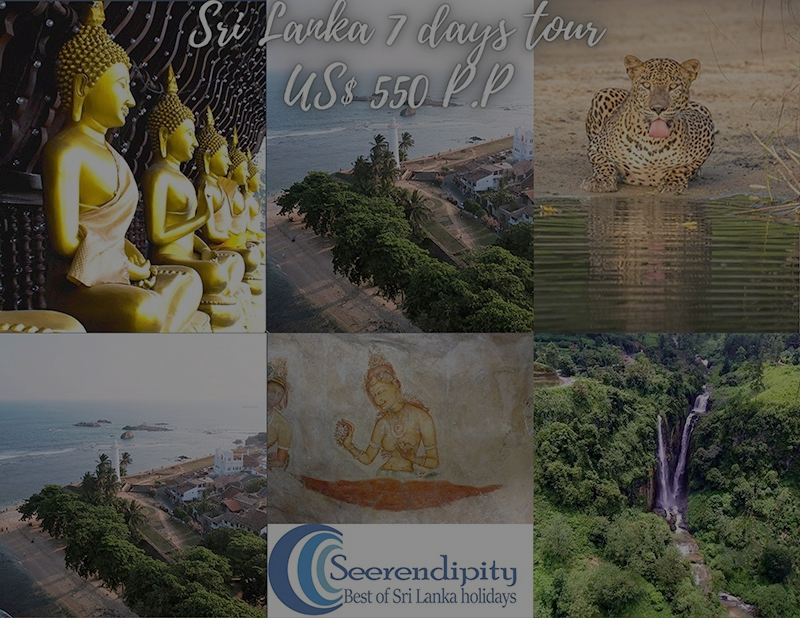 Sri Lanka 7 days tour
US$ 550 P.P
Seerendipity
Best of Sri Lanka holidays